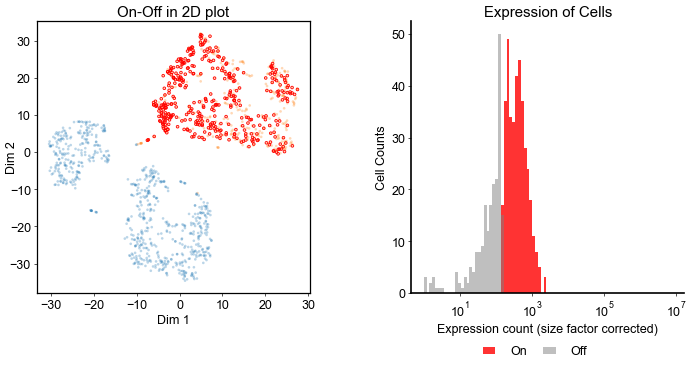 On-Off in 2D plot
30
20
10
0
−10
−20
−30
Dim 2
−30 −20 −10 0 10 20 30
Dim 1
Expression of Cells
50
40
30
20
10
0
Cell Counts
10^1 10^3 10^5 10^7
Expression count (size factor corrected)
On Off